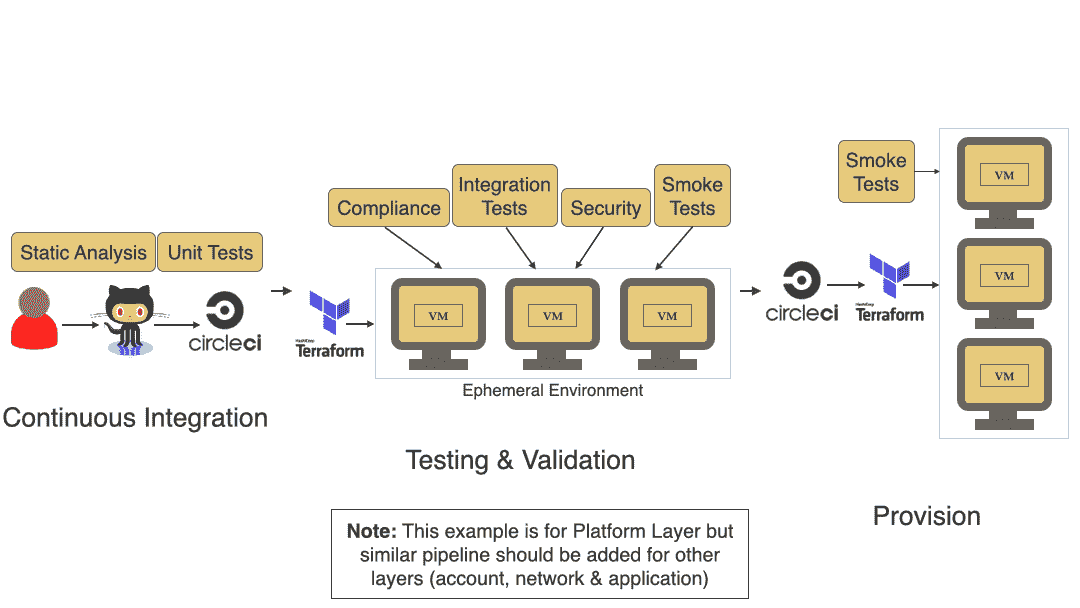 Static Analysis
Unit Tests
circleci
HashiCorp
Terraform
Continuous Integration
Compliance
Integration
Tests
Security
Smoke
Tests
VM
VM
VM
Ephemeral Environment
Testing & Validation
circleci
HashiCorp
Terraform
Smoke
Tests
VM
VM
VM
Provision
Note: This example is for Platform Layer but
similar pipeline should be added for other
layers (account, network & application)